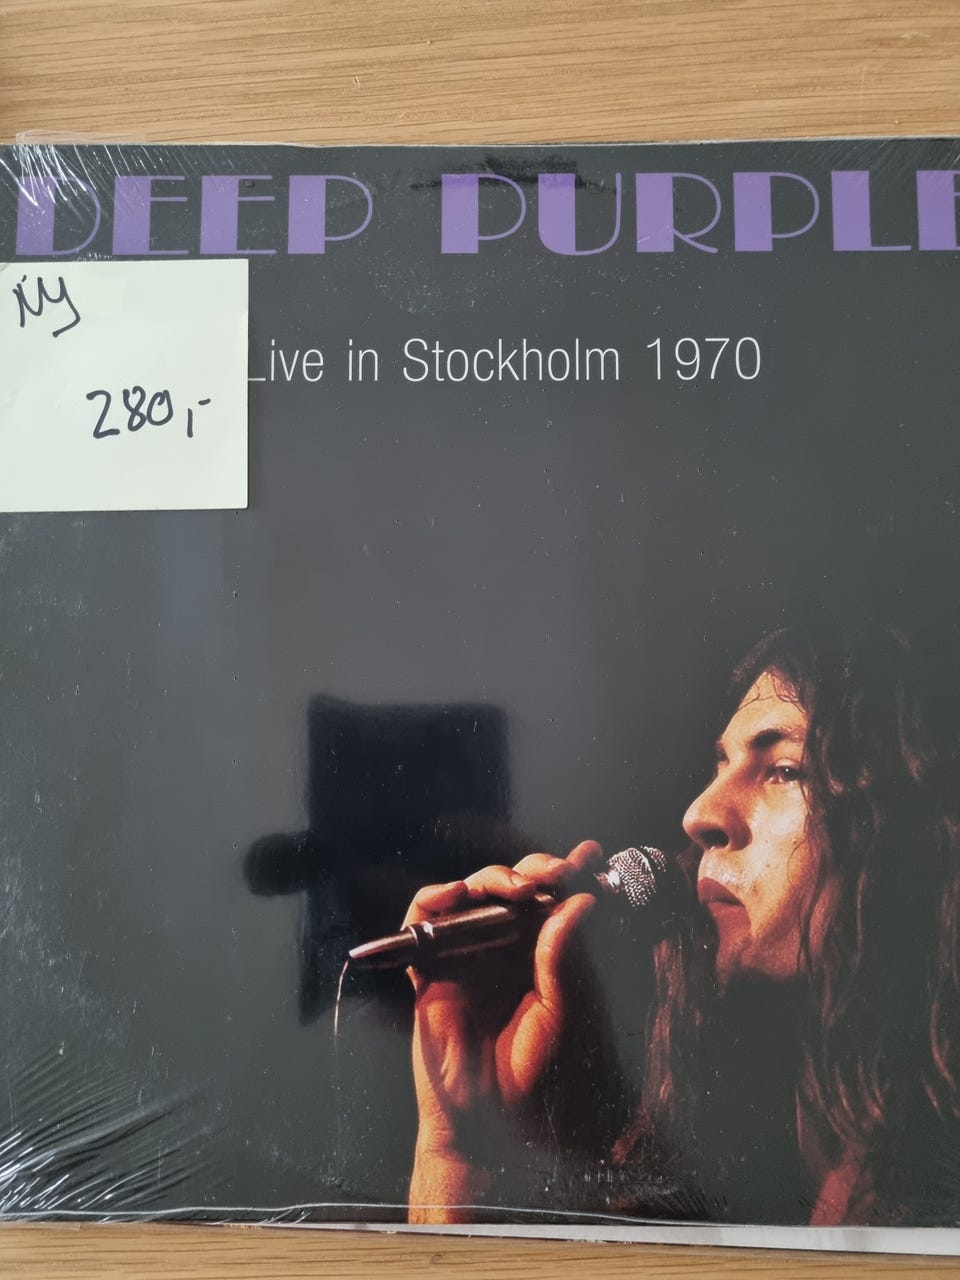 DEEP PURPLE
Live in Stockholm 1970
Ny
280,-